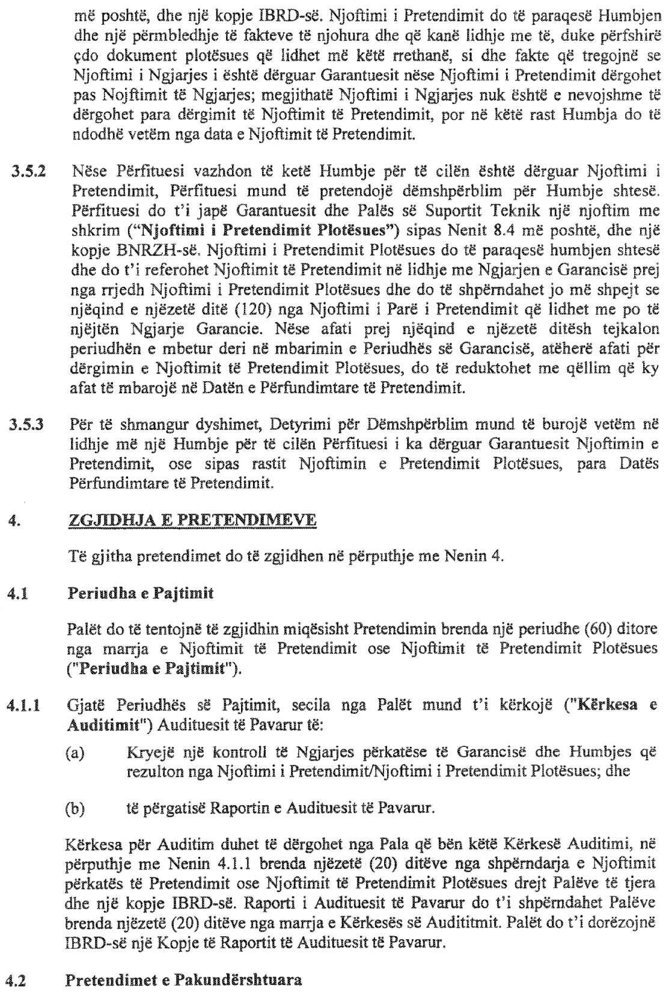 më poshtë, dhe një kopje IBRD-së. Njoftimi i Pretendimit do të paraqesë Humbjen
dhe një përmbledhje të fakteve të njohura dhe që kanë lidhje me të, duke përfshirë
çdo dokument plotësues që lidhet më këtë rrethanë, si dhe fakte që tregojnë se
Njoftimi i Ngjarjes i është dërguar Garantuesit nëse Njoftimi i Pretendimit dërgohet
pas Nojftimit të Ngjarjes; megjithatë Njoftimi i Ngjarjes nuk është e nevojshme të
dërgohet para dërgimit të Njoftimit të Pretendimit, por në këtë rast Humbja do të
ndodhë vetëm nga data e Njoftimit të Pretendimit.
3.5.2 Nëse Përfituesi vazhdon të ketë Humbje për të cilën është dërguar Njoftimi i
Pretendimit, Përfituesi mund të pretendojë dëmshpërblim për Humbje shtesë.
Përfituesi do t’i japë Garantuesit dhe Palës së Suportit Teknik një njoftim me
shkrim (“Njoftimi i Pretendimit Plotësues”) sipas Nenit 8.4 më poshtë, dhe një
kopje BNRZH-së. Njoftimi i Pretendimit Plotësues do të paraqesë humbjen shtesë
dhe do t’i referohet Njoftimit të Pretendimit në lidhje me Ngjarjen e Garancisë prej
nga rrjedh Njoftimi i Pretendimit Plotësues dhe do të shpërndahet jo më shpejt se
njëqind e njëzetë ditë (120) nga Njoftimi i Parë i Pretendimit që lidhet me po të
njëjtën Ngjarje Garancie. Nëse afati prej njëqind e njëzetë ditësh tejkalon
periudhën e mbetur deri në mbarimin e Periudhës së Garancisë, atëherë afati për
dërgimin e Njoftimit të Pretendimit Plotësues, do të reduktohet me qëllim që ky
afat të mbarojë në Datën e Përfundimtare të Pretendimit.
3.5.3 Për të shmangur dyshimet, Detyrimi për Dëmshpërblim mund të burojë vetëm në
lidhje më një Humbje për të cilën Përfituesi i ka dërguar Garantuesit Njoftimin e
Pretendimit, ose sipas rastit Njoftimin e Pretendimit Plotësues, para Datës
Përfundimtare të Pretendimit.
4. ZGJIDHJA E PRETENDIMEVE
Të gjitha pretendimet do të zgjidhen në përputhje me Nenin 4.
4.1 Periudha e Pajtimit
Palët do të tentojnë të zgjidhin miqësisht Pretendimin brenda një periudhe (60) ditore
nga marrja e Njoftimit të Pretendimit ose Njoftimit të Pretendimit Plotësues
("Periudha e Pajtimit").
4.1.1 Gjatë Periudhës së Pajtimit, secila nga Palët mund t’i kërkojë ("Kërkesa e
Auditimit") Audituesit të Pavarur të:
(a) Kryejë një kontroll të Ngjarjes përkatëse të Garancisë dhe Humbjes që
rezulton nga Njoftimi i Pretendimit/Njoftimi i Pretendimit Plotësues; dhe
(b) të përgatisë Raportin e Audituesit të Pavarur.
Kërkesa për Auditim duhet të dërgohet nga Pala që bën këtë Kërkesë Auditimi, në
përputhje me Nenin 4.1.1 brenda njëzetë (20) ditëve nga shpërndarja e Njoftimit
përkatës të Pretendimit ose Njoftimit të Pretendimit Plotësues drejt Palëve të tjera
dhe një kopje IBRD-së. Raporti i Audituesit të Pavarur do t’i shpërndahet Palëve
brenda njëzetë (20) ditëve nga marrja e Kërkesës së Audititmit. Palët do t’i dorëzojnë
IBRD-së një Kopje të Raportit të Audituesit të Pavarur.
4.2 Pretendimet e Pakundërshtuara